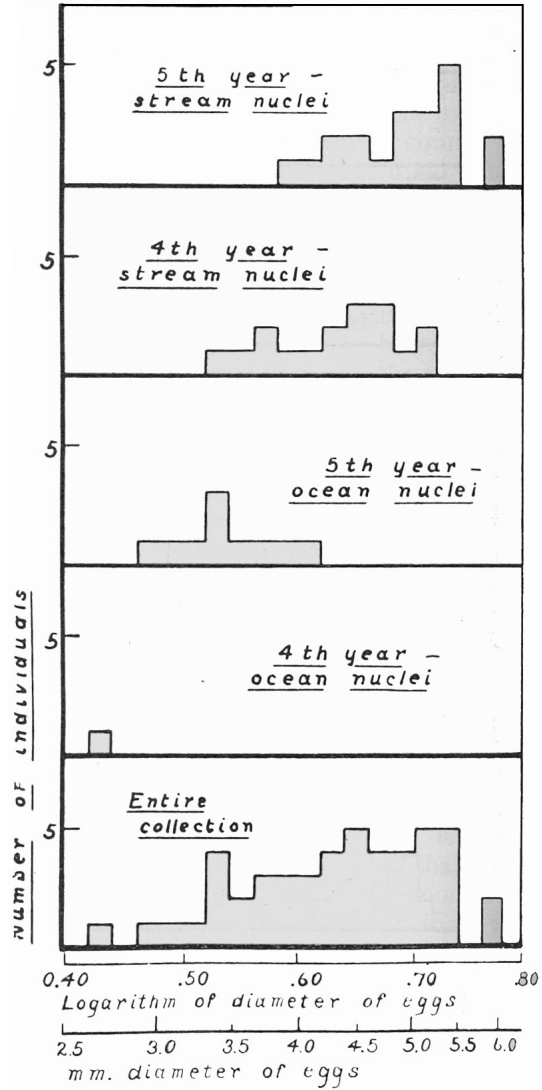 5th year –
stream nuclei
5
4th year –
stream nuclei
5
5
5th year –
ocean nuclei
5
4th year –
ocean nuclei
Entire
collection
5
Number of individuals
0.40 .50 .60 .70 .80
Logarithm of diameter of eggs
2.5 3.0 3.5 4.0 4.5 5.0 5.5 6.0
mm. diameter of eggs